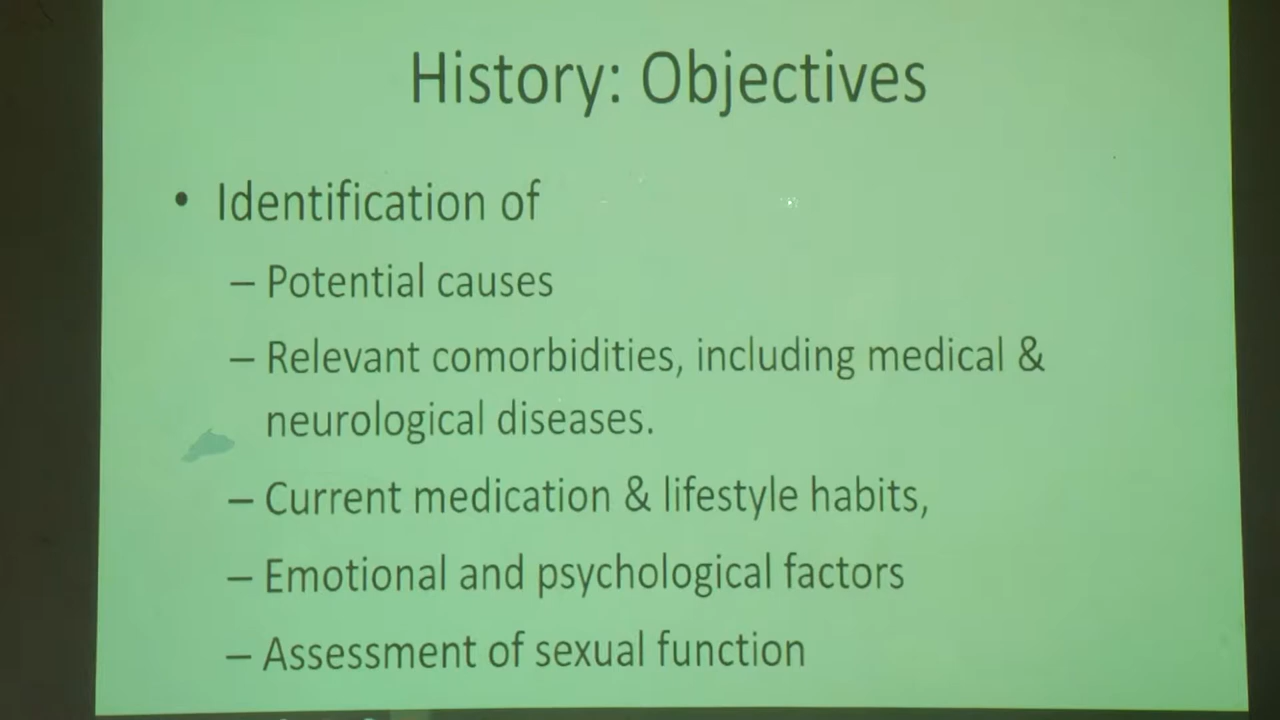 History: Objectives
• Identification of
– Potential causes
– Relevant comorbidities, including medical &
neurological diseases.
– Current medication & lifestyle habits,
– Emotional and psychological factors
– Assessment of sexual function